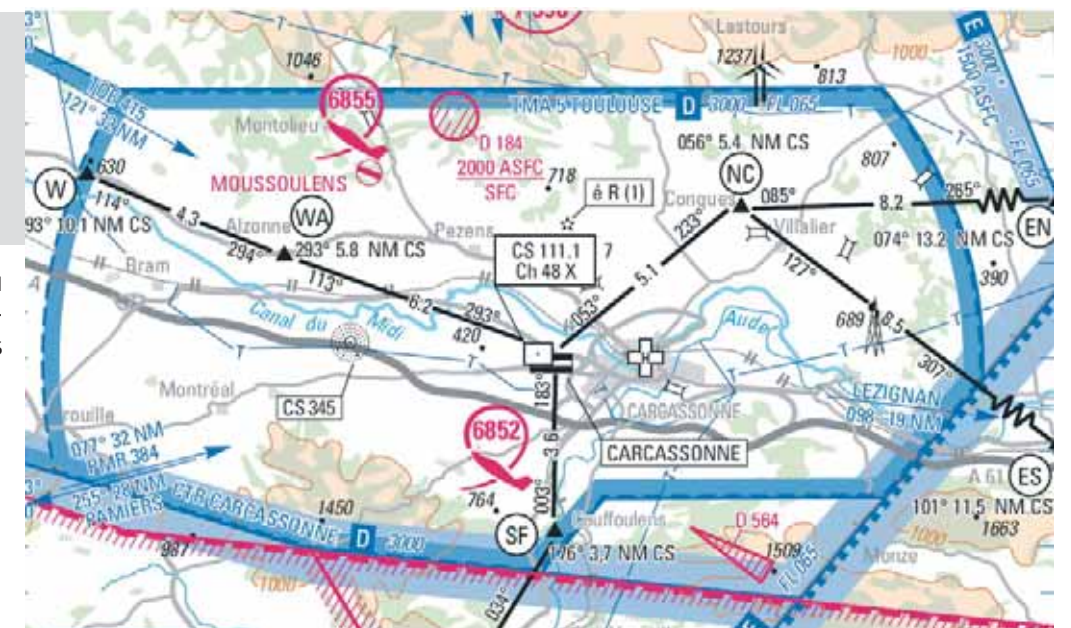 Lastours
1237
813
1000
E 3000
1500 ASFC
FL 065
1046
6855
TMA 5 TOULOUSE D 3000 FL 065
121° 32 NM
Montolieu
D 184
2000 ASFC
SFC
056° 5.4 NM CS
NC
807
630
W
MOUSSOULENS
718
é R (1)
Conques
085°
8.2
265°
EN
114°
4.3
294°
Alzonne
WA
93° 10.1 NM CS
293° 5.8 NM CS
Pezens
CS 111.1
Ch 48 X
7
233°
5.1
053°
Villalier
074° 13.2 NM CS
127°
390
Bram
113°
6.2
293°
A
Canal du Midi
420
Aude
689
8.5
307°
T
Montréal
CS 345
183°
3.6
003°
CARCASSONNE
LEZIGNAN
098° 19 NM
rouille
077° 32 NM
RMR 384
6852
CARCASSONNE
A 61
ES
101° 11.5 NM CS
1663
255° 28 NM
PAMIERS
CTR CARCASSONNE D 3000
1450
764
SF
Couffoulens
176° 3.7 NM CS
D 564
1509
FL 065
Monze
987
1000
1000
034°